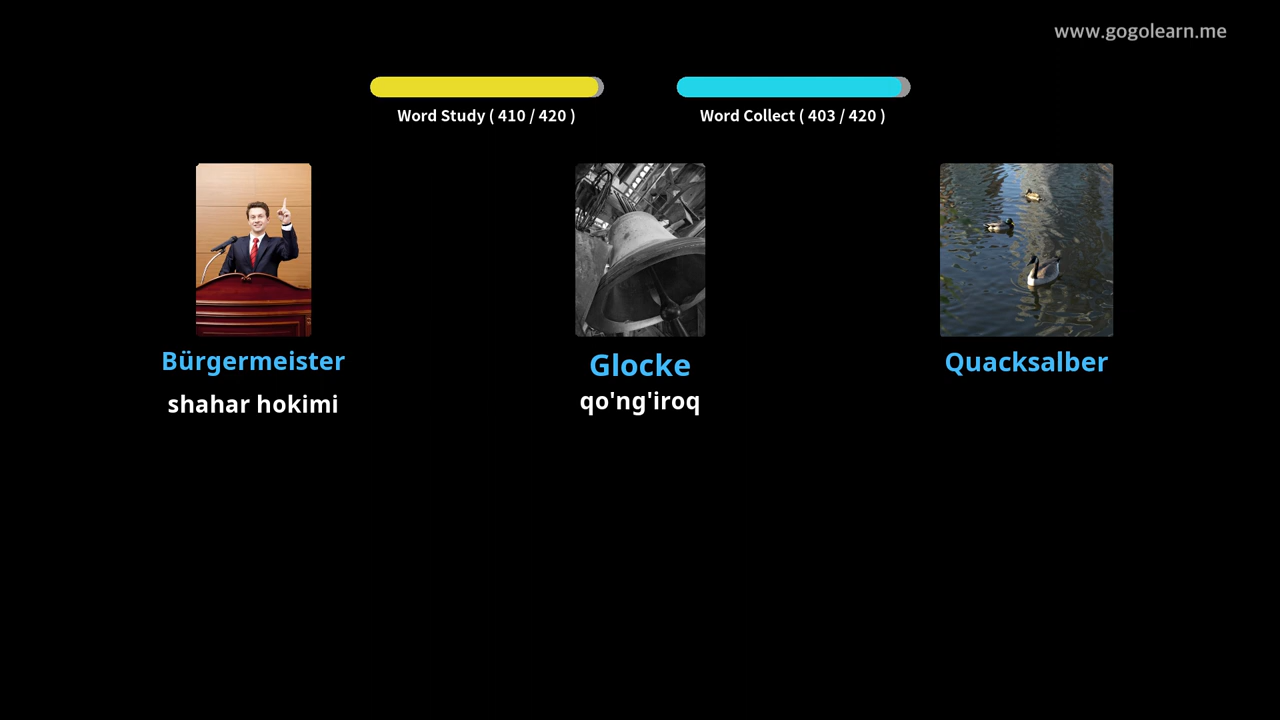 www.gogolearn.me
Word Study ( 410 / 420 )
Word Collect ( 403 / 420 )
Bürgermeister
Glocke
Quacksalber
shahar hokimi
qo'ng'iroq